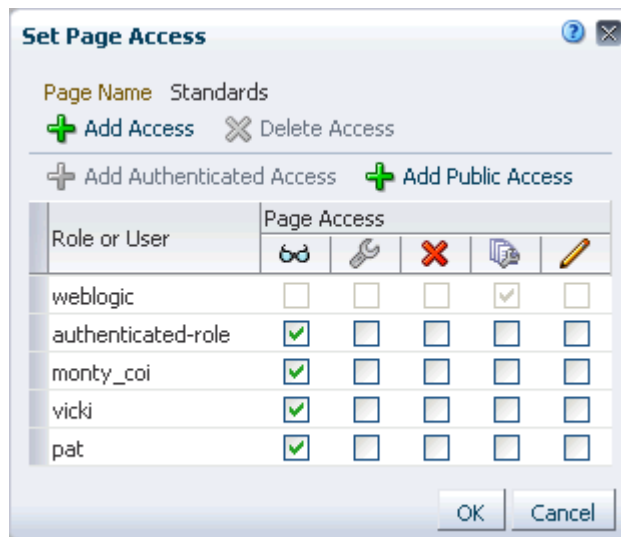 Set Page Access
Page Name Standards
Add Access Delete Access
Add Authenticated Access Add Public Access
Role or User Page Access
weblogic
authenticated-role
monty_coi
vicki
pat
OK Cancel